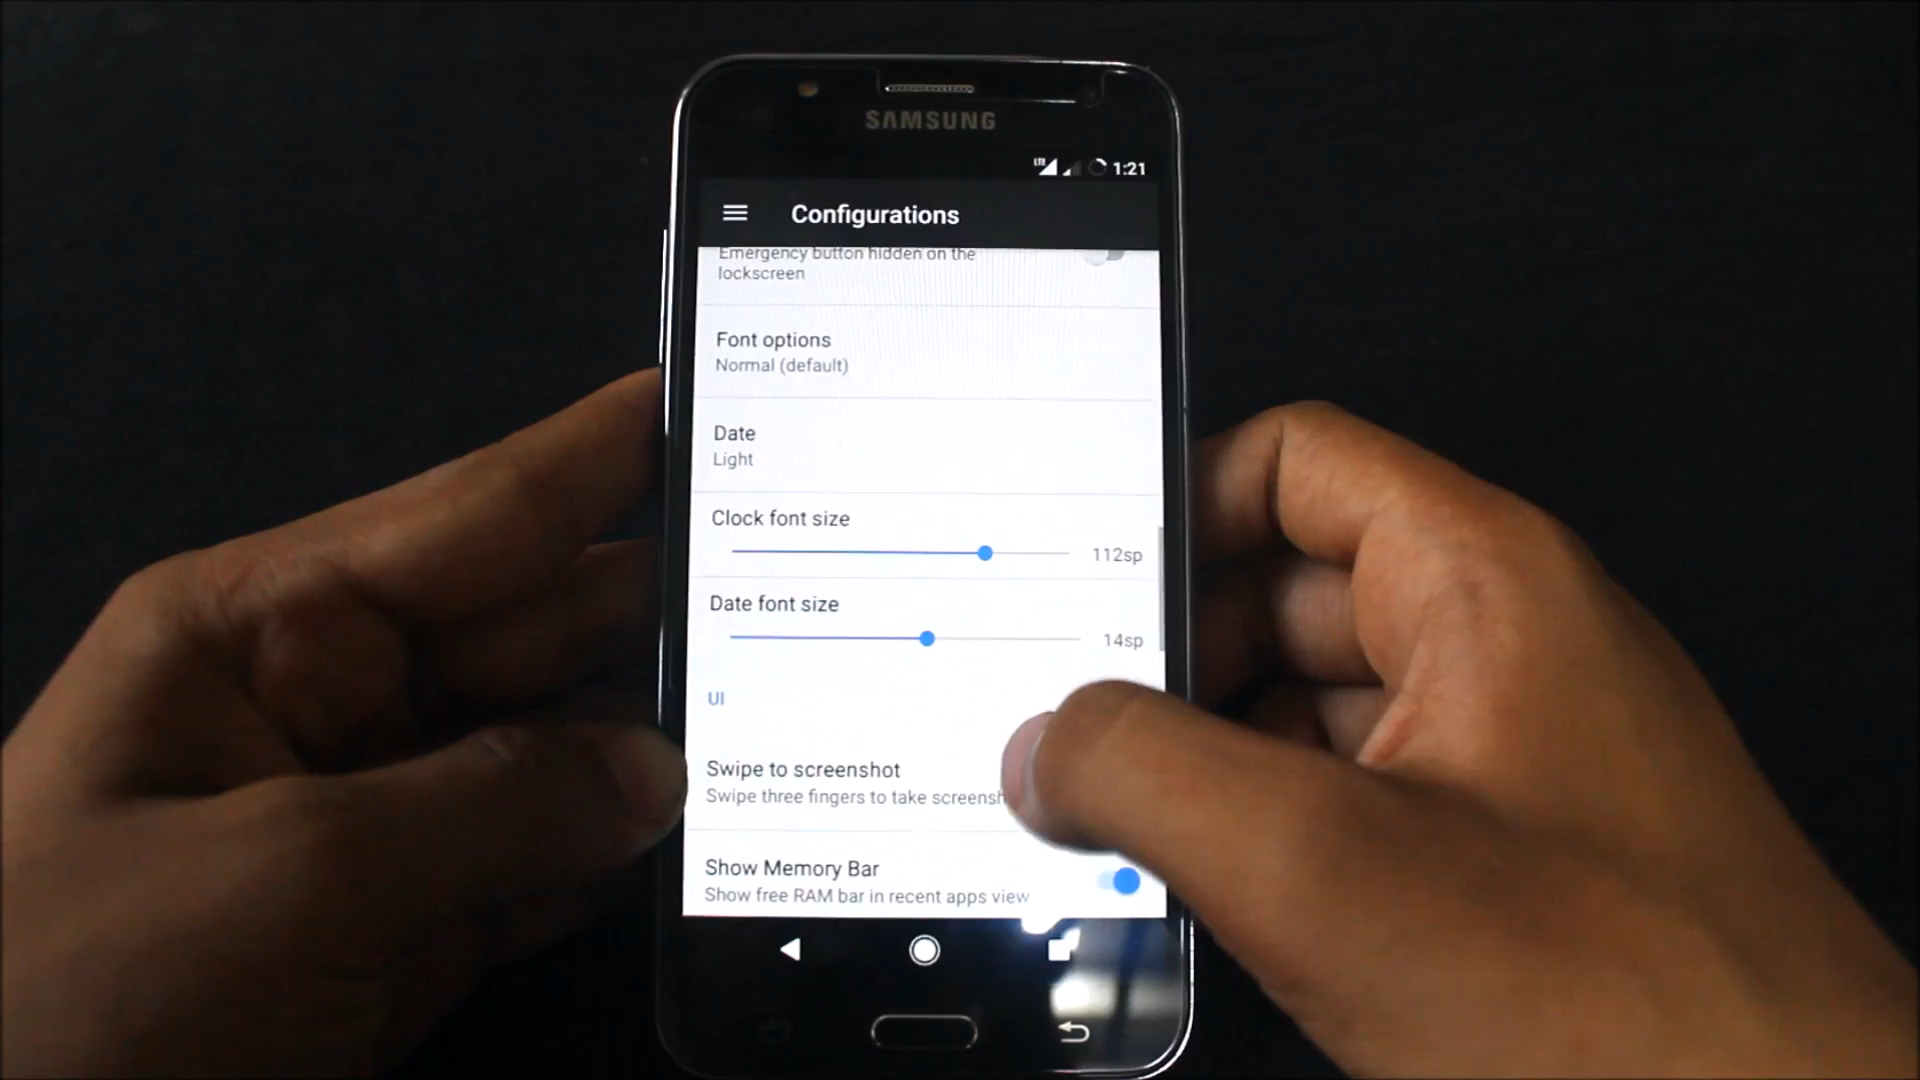 SAMSUNG
LTE 1:21
Configurations
Emergency button hidden on the
lockscreen
Font options
Normal (default)
Date
Light
Clock font size
112sp
Date font size
14sp
UI
Swipe to screenshot
Swipe three fingers to take
Show Memory Bar
Show free RAM bar in recent apps view